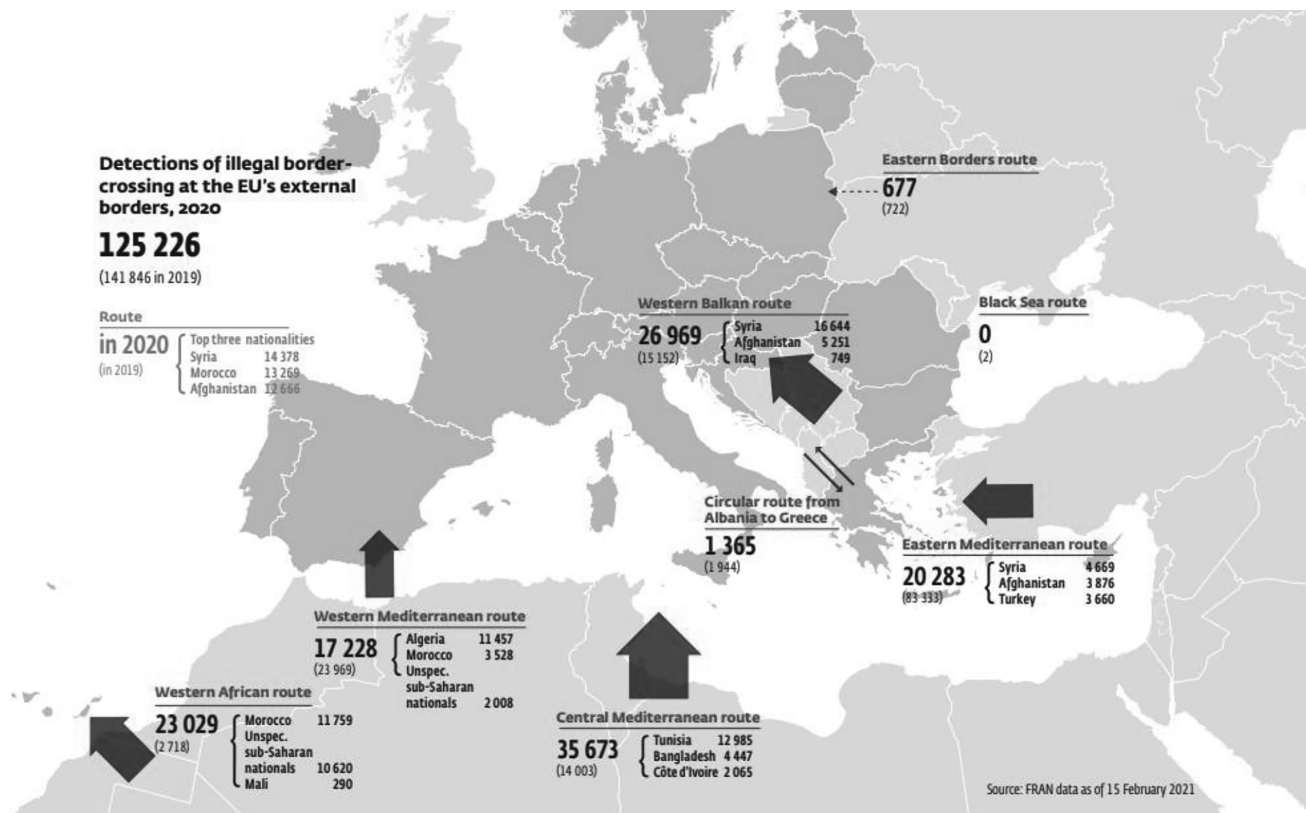 Detections of illegal border-
crossing at the EU's external
borders, 2020
125 226
(141 846 in 2019)
Route
in 2020
(in 2019)
Top three nationalities
Syria 14 378
Morocco 13 269
Afghanistan 12 666
Eastern Borders route
677
(722)
Western Balkan route
26 969
(15 152)
Syria 16 644
Afghanistan 5 251
Iraq 749
Black Sea route
0
(2)
Circular route from
Albania to Greece
1 365
(1 944)
Eastern Mediterranean route
20 283
(83 333)
Syria 4 669
Afghanistan 3 876
Turkey 3 660
Western Mediterranean route
17 228
(23 969)
Algeria 11 457
Morocco 3 528
Unspec.
sub-Saharan
nationals 2 008
Western African route
23 029
(2 718)
Morocco 11 759
Unspec.
sub-Saharan
nationals 10 620
Mali 290
Central Mediterranean route
35 673
(14 003)
Tunisia 12 985
Bangladesh 4 447
Côte d'Ivoire 2 065
Source: FRAN data as of 15 February 2021